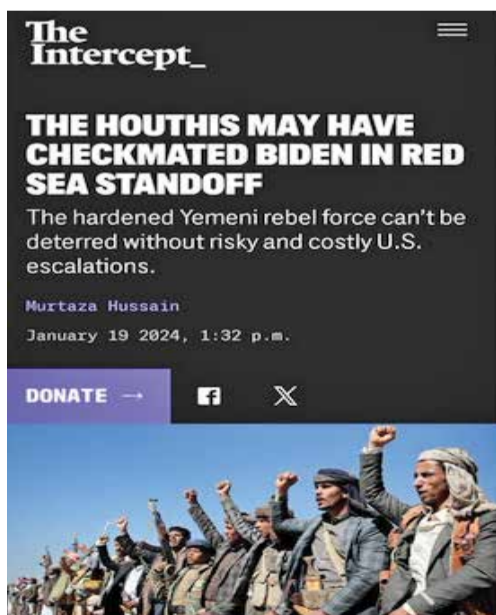 The
Intercept_
THE HOUTHIS MAY HAVE
CHECKMATED BIDEN IN RED
SEA STANDOFF
The hardened Yemeni rebel force can't be
deterred without risky and costly U.S.
escalations.
Murtaza Hussain
January 19 2024, 1:32 p.m.
DONATE →